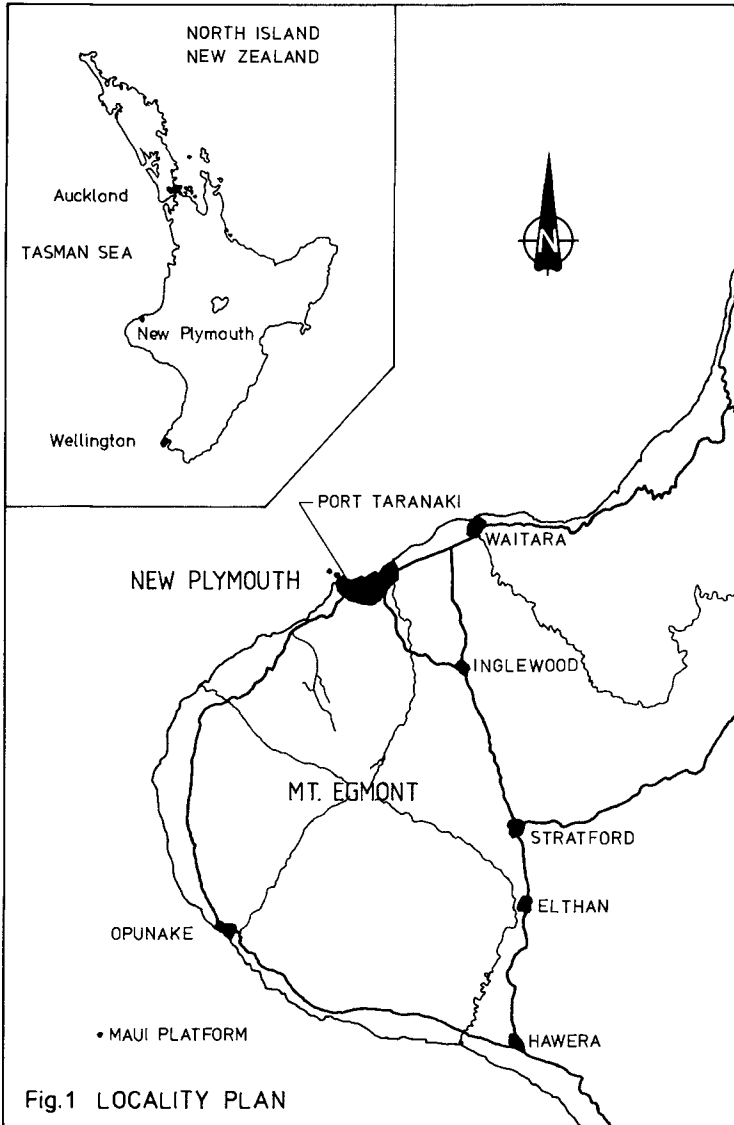 NORTH ISLAND
NEW ZEALAND
Auckland
TASMAN SEA
New Plymouth
Wellington
N
PORT TARANAKI
WAITARA
NEW PLYMOUTH
INGLEWOOD
MT. EGMONT
STRATFORD
ELTHAN
OPUNAKE
MAUI PLATFORM
HAWERA
Fig.1 LOCALITY PLAN